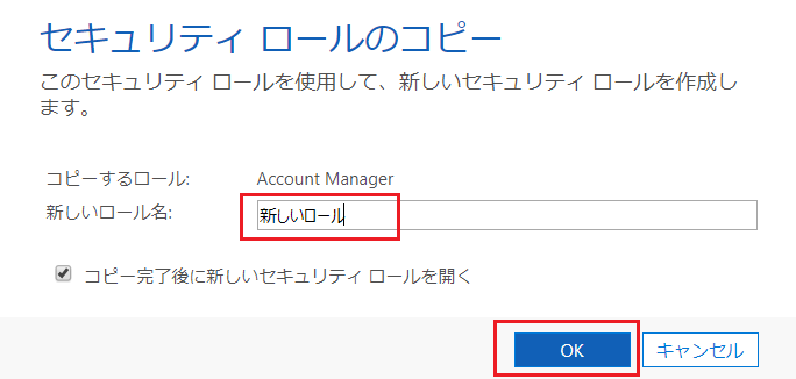 セキュリティ ロールのコピー
このセキュリティ ロールを使用して、新しいセキュリティ ロールを作成し
ます。
コピーするロール: Account Manager
新しいロール名: 新しいロール
コピー完了後に新しいセキュリティ ロールを開く
OK キャンセル